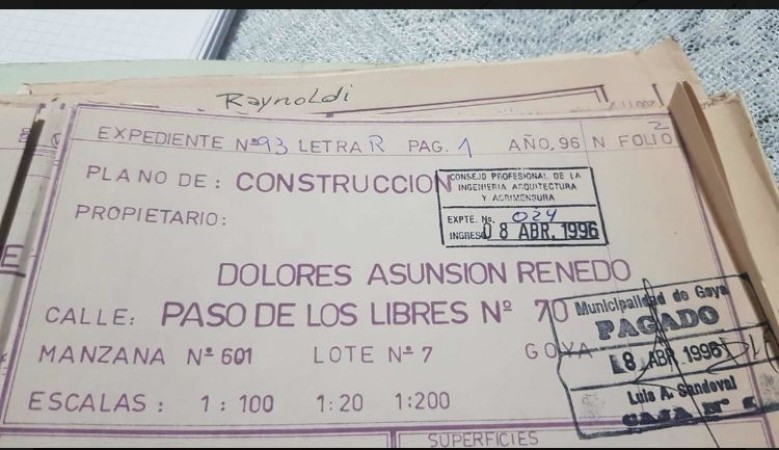 Raynoldi
EXPEDIENTE Nº 93 LETRA R PAG. 1 AÑO, 96 N FOLIO 2
PLANO DE: CONSTRUCCION
CONSEJO PROFESIONAL DE LA
INGENIERIA ARQUITECTURA
Y AGRIMENSURA
EXPTE. No. 024
INGRESO 08 ABR. 1996
PROPIETARIO:
DOLORES ASUNSION RENEDO
CALLE: PASO DE LOS LIBRES Nº 70
MANZANA Nº 601 LOTE Nº 7 GOYA
ESCALAS: 1:100 1:20 1:200
Municipalidad de Goya
PAGADO
8 ABR 1996
Luis A. Sandoval
CAJA Nº
SUPERFICIES